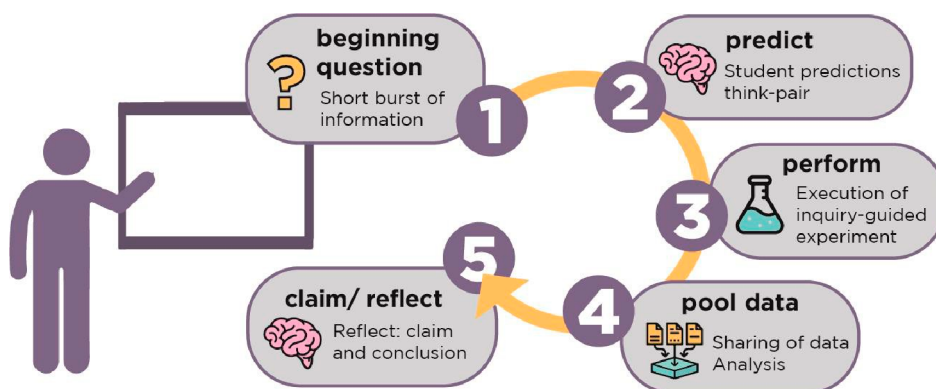 beginning
question
?
Short burst of
information
1
2
predict
Student predictions
think-pair
3
perform
Execution of
inquiry-guided
experiment
4
pool data
Sharing of data
Analysis
5
claim/ reflect
Reflect: claim
and conclusion